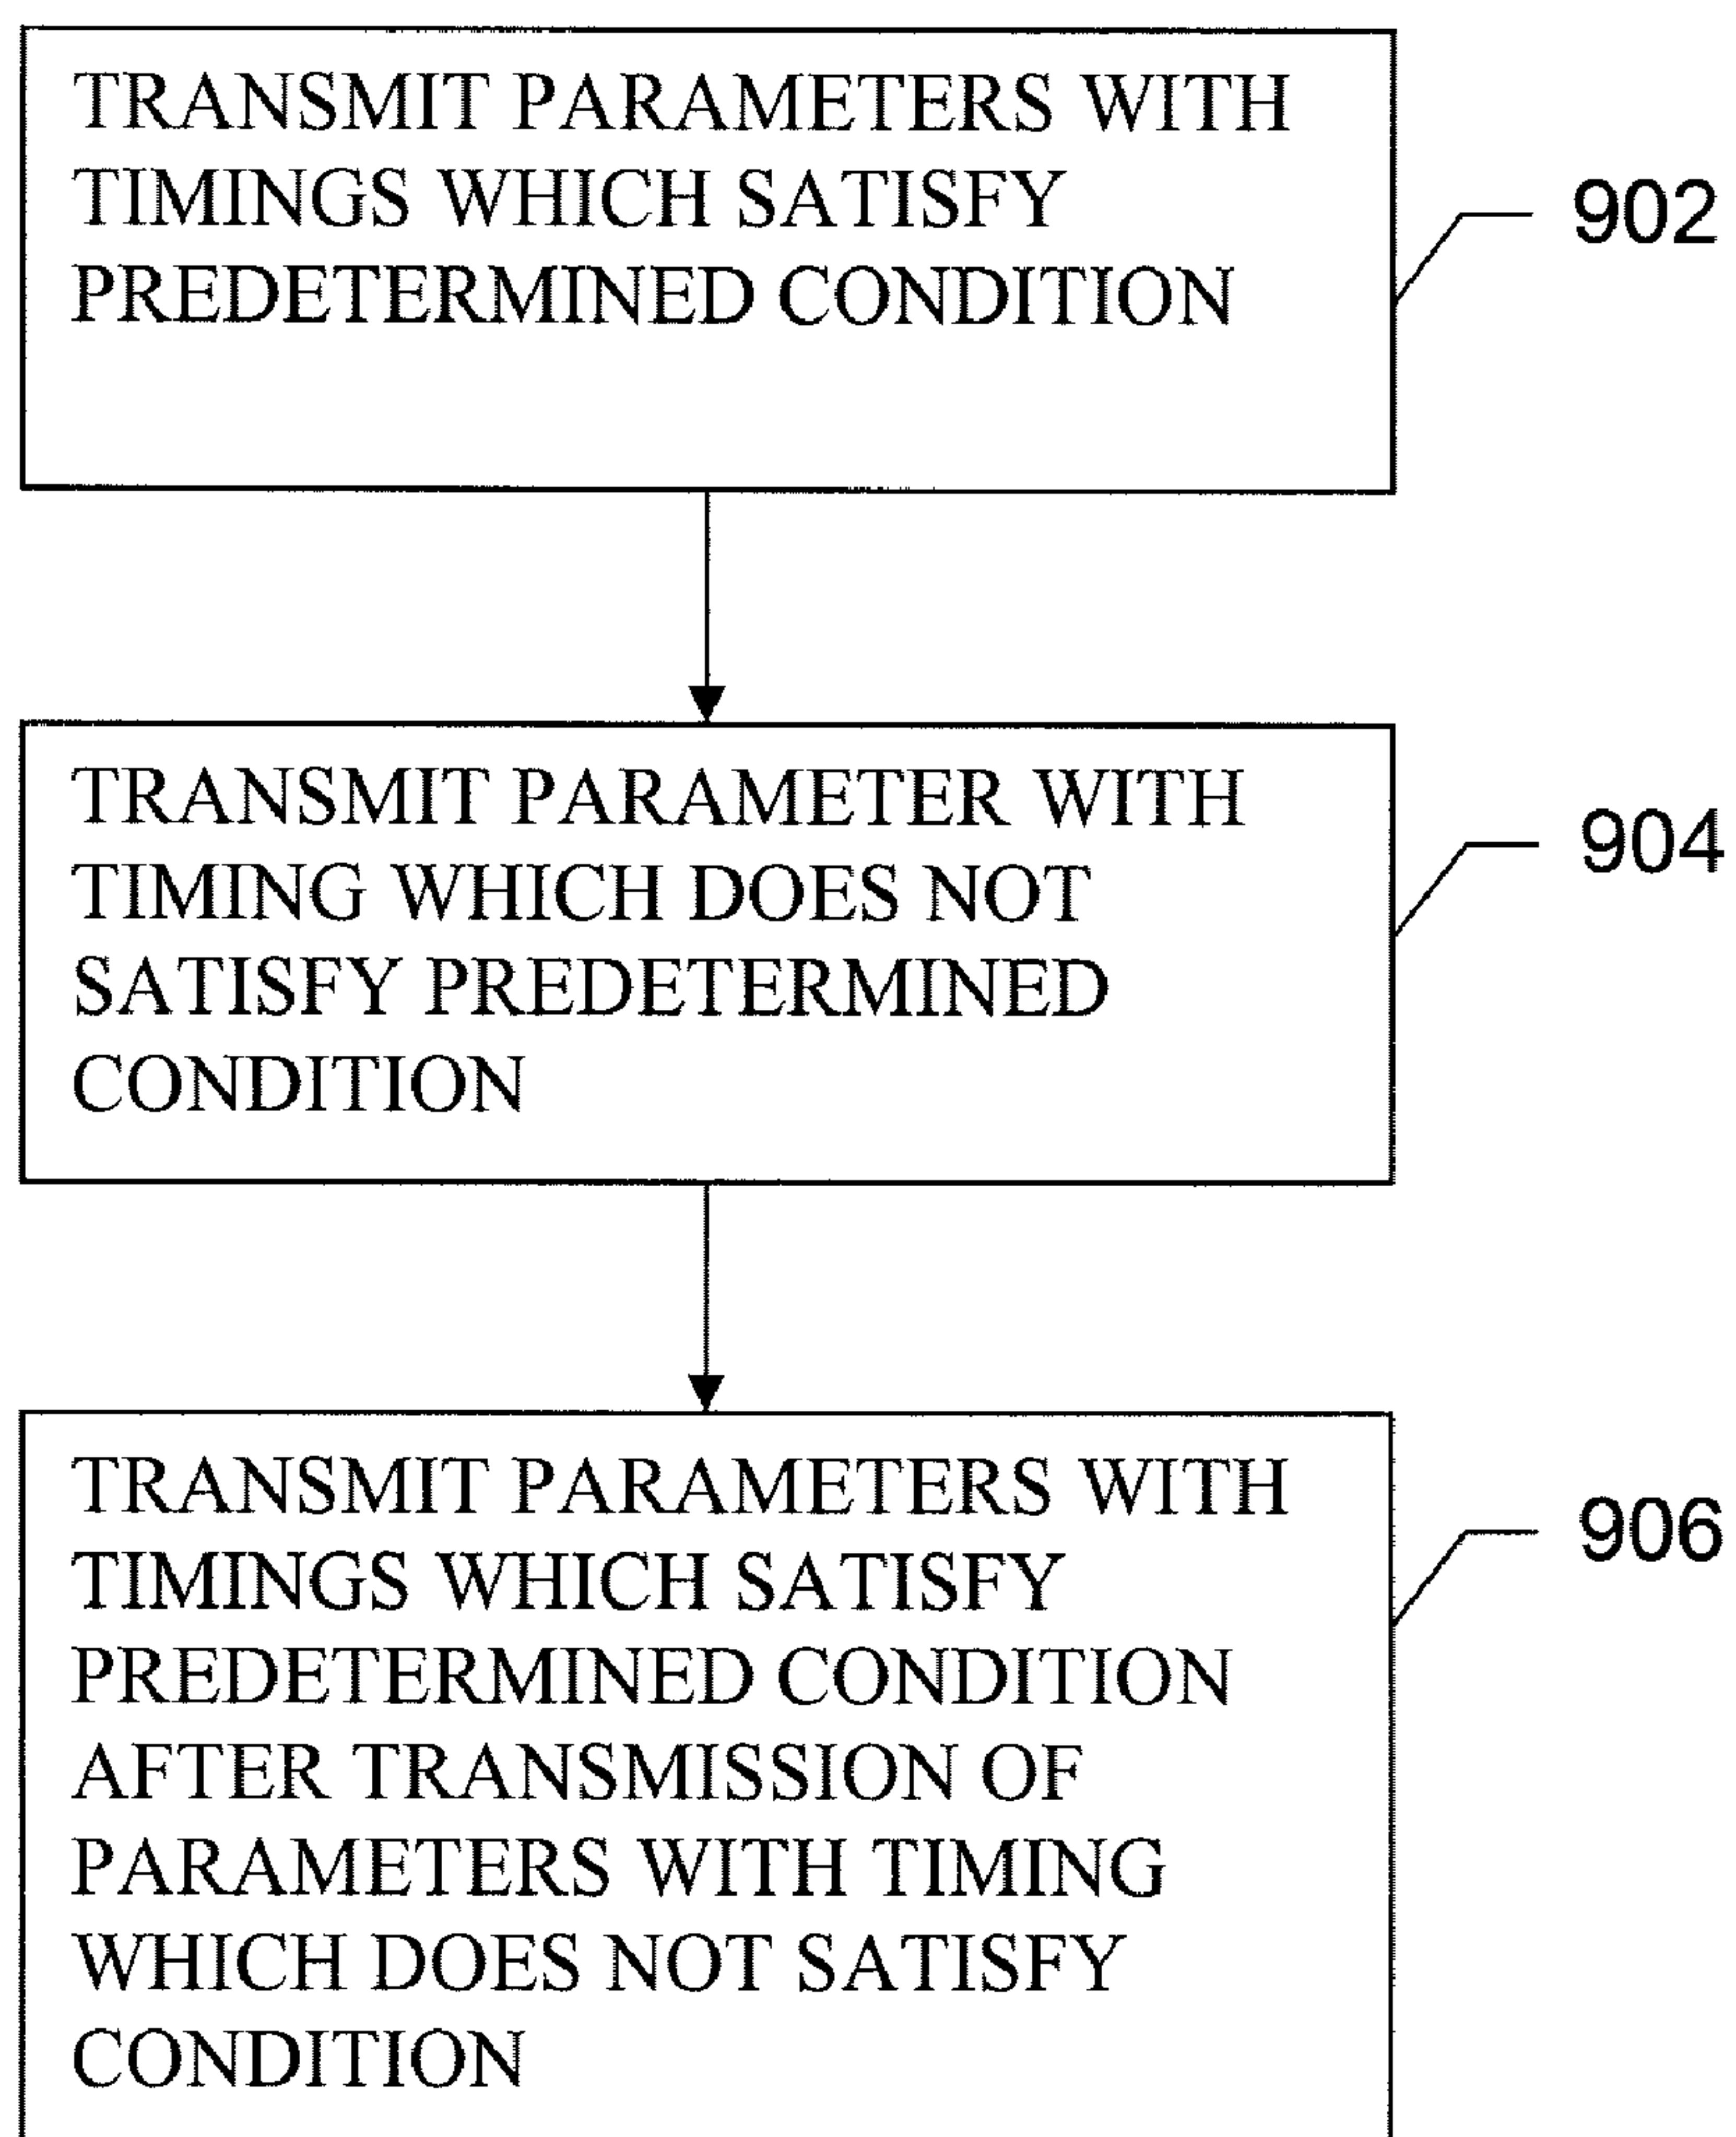 TRANSMIT PARAMETERS WITH
TIMINGS WHICH SATISFY
PREDETERMINED CONDITION
902
TRANSMIT PARAMETER WITH
TIMING WHICH DOES NOT
SATISFY PREDETERMINED
CONDITION
904
TRANSMIT PARAMETERS WITH
TIMINGS WHICH SATISFY
PREDETERMINED CONDITION
AFTER TRANSMISSION OF
PARAMETERS WITH TIMING
WHICH DOES NOT SATISFY
CONDITION
906